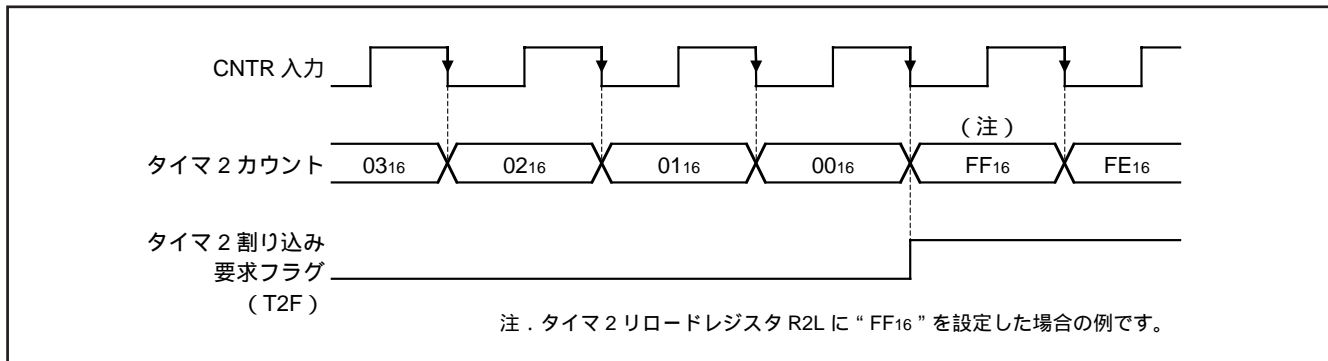 CNTR 入力
(注)
タイマ 2 カウント 0316 0216 0116 0016 FF16 FE16
タイマ 2 割り込み
要求フラグ
(T2F)
注．タイマ 2 リロードレジスタ R2L に “ FF16 ” を設定した場合の例です。